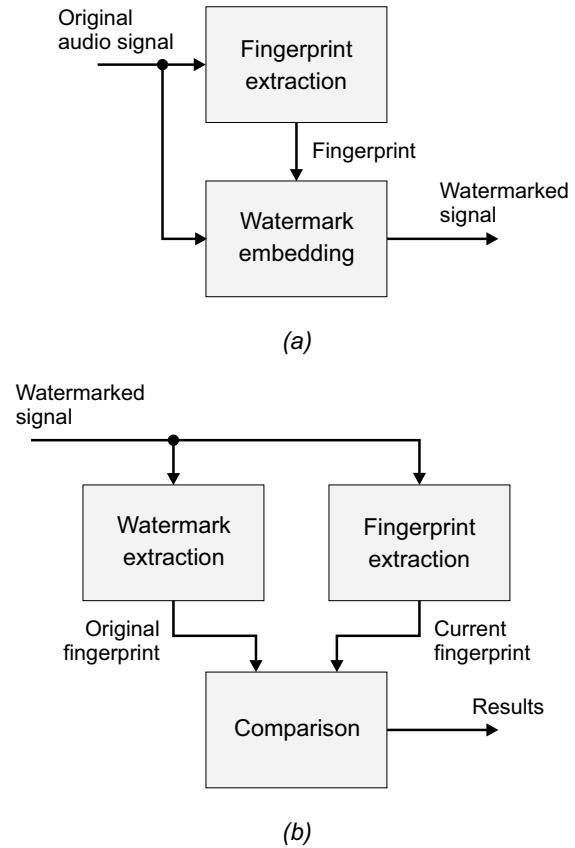 Original
audio signal
Fingerprint
extraction
Fingerprint
Watermark
embedding
Watermarked
signal
(a)
Watermarked
signal
Watermark
extraction
Fingerprint
extraction
Original
fingerprint
Current
fingerprint
Comparison
Results
(b)